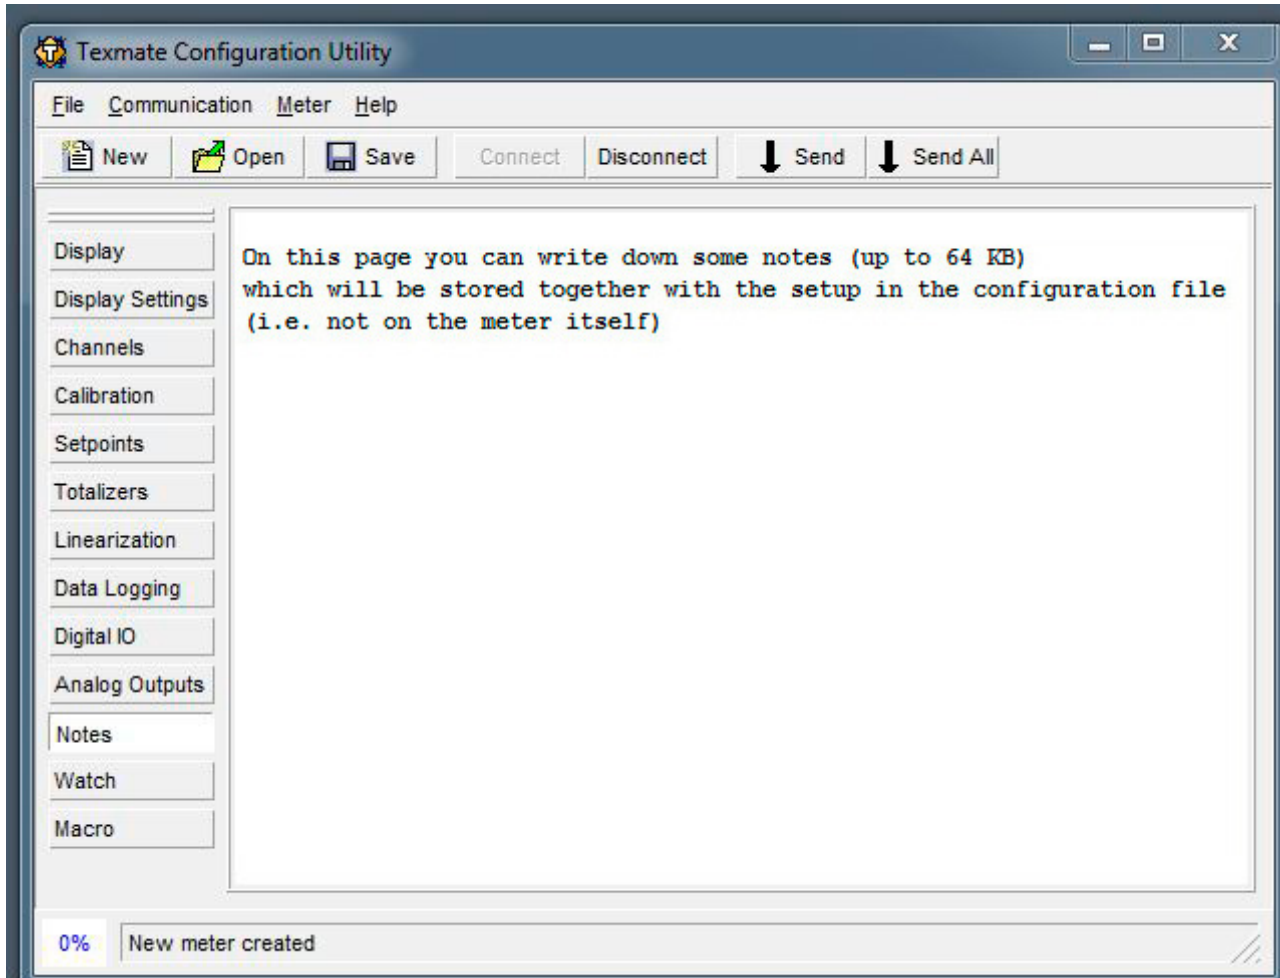 Texmate Configuration Utility
File Communication Meter Help
New Open Save Connect Disconnect Send Send All
Display
Display Settings
Channels
Calibration
Setpoints
Totalizers
Linearization
Data Logging
Digital IO
Analog Outputs
Notes
Watch
Macro
On this page you can write down some notes (up to 64 KB)
which will be stored together with the setup in the configuration file
(i.e. not on the meter itself)
0% New meter created